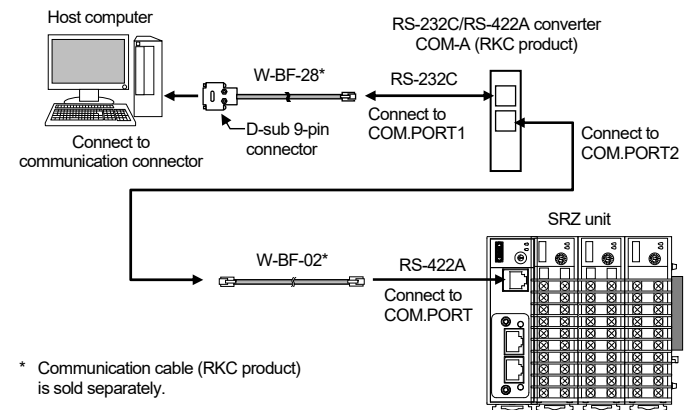 Host computer
RS-232C/RS-422A converter
COM-A (RKC product)
W-BF-28*
RS-232C
D-sub 9-pin
connector
Connect to
COM.PORT1
Connect to
communication connector
Connect to
COM.PORT2
SRZ unit
W-BF-02*
RS-422A
Connect to
COM.PORT
* Communication cable (RKC product)
is sold separately.